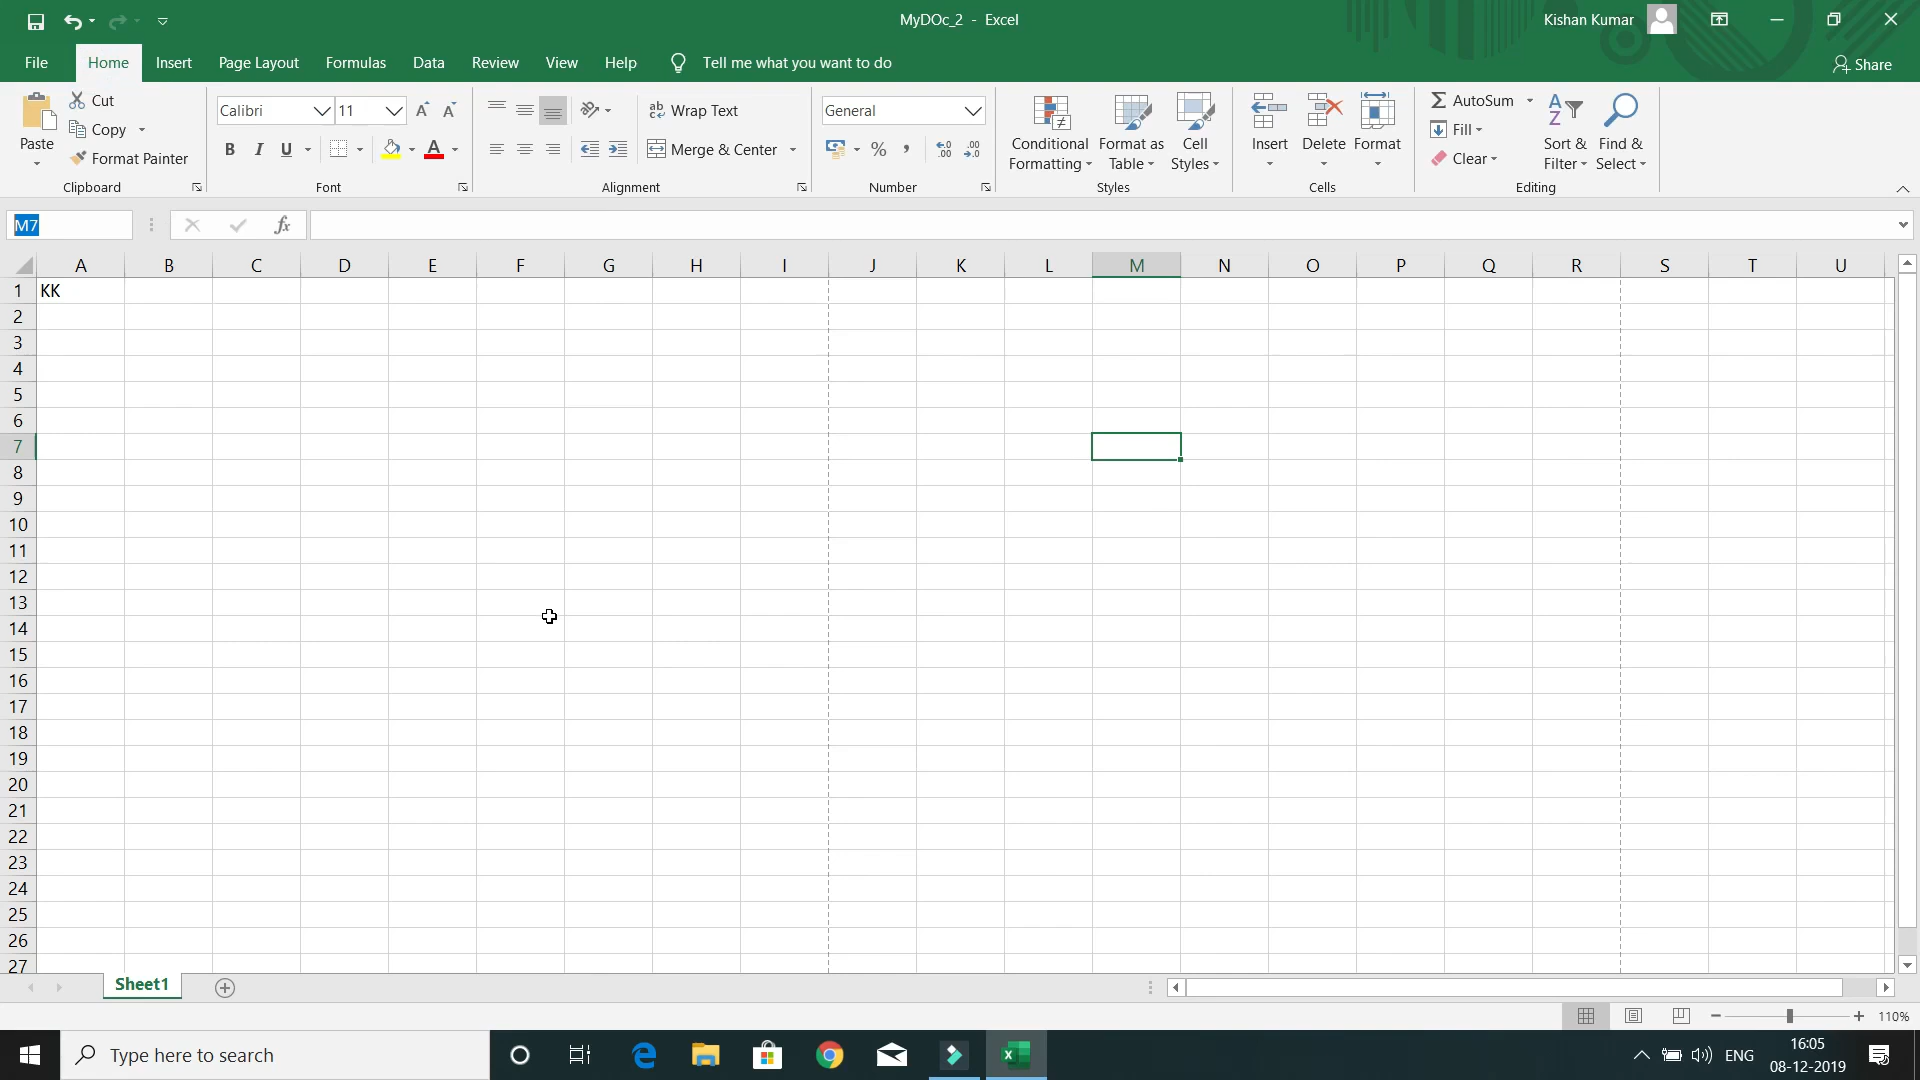 MyDOc_2 - Excel
Kishan Kumar
File Home Insert Page Layout Formulas Data Review View Help Tell me what you want to do Share
Paste
Cut
Copy
Format Painter
Clipboard
Calibri 11 A A
B I U A
Font
ab Wrap Text
Merge & Center
Alignment
General
% , .00 .00
Number
Conditional Formatting
Format as Table
Cell Styles
Styles
Insert Delete Format
Cells
AutoSum
Fill
Clear
Sort & Filter
Find & Select
Editing
M7 fx
A B C D E F G H I J K L M N O P Q R S T U
1 KK
2
3
4
5
6
7
8
9
10
11
12
13
14
15
16
17
18
19
20
21
22
23
24
25
26
27
Sheet1
110%
Type here to search
ENG
16:05
08-12-2019